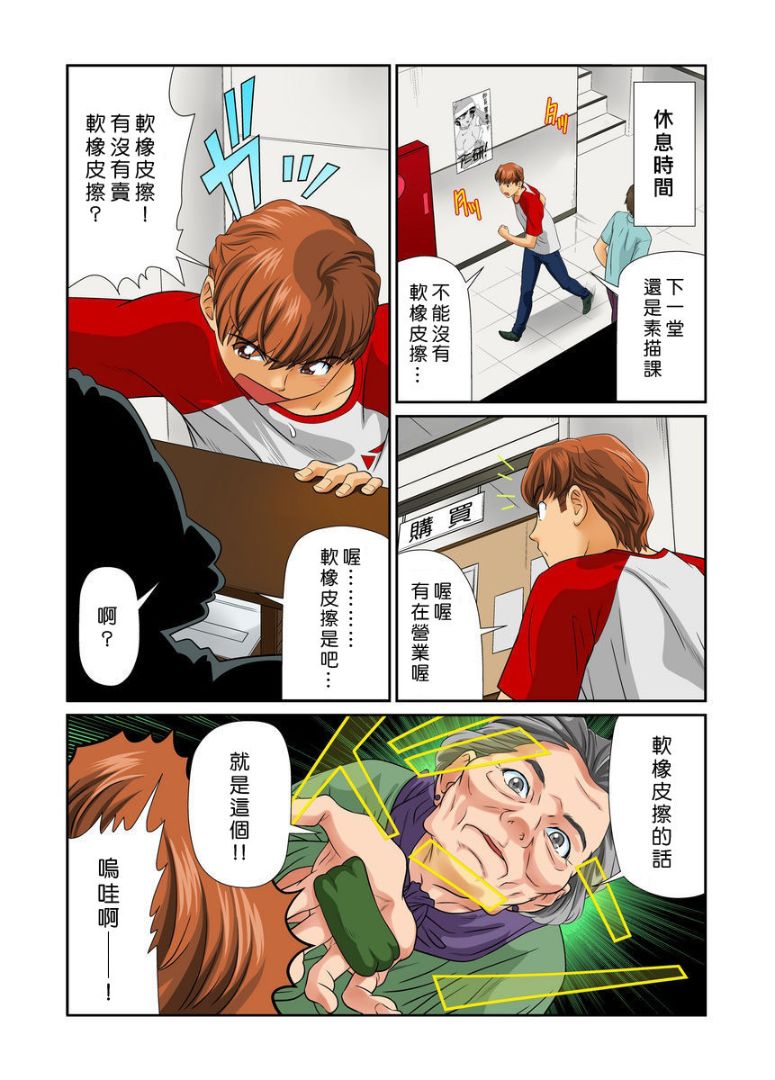 休息時間
下一堂
還是素描課
不能沒有
軟橡皮擦…
ダッ
ダッ
購買
喔喔
有在營業喔
軟橡皮擦！
有沒有賣
軟橡皮擦？
ガッ
喔…………
軟橡皮擦是吧…
啊？
軟橡皮擦的話
就是這個!!
嗚哇啊——！